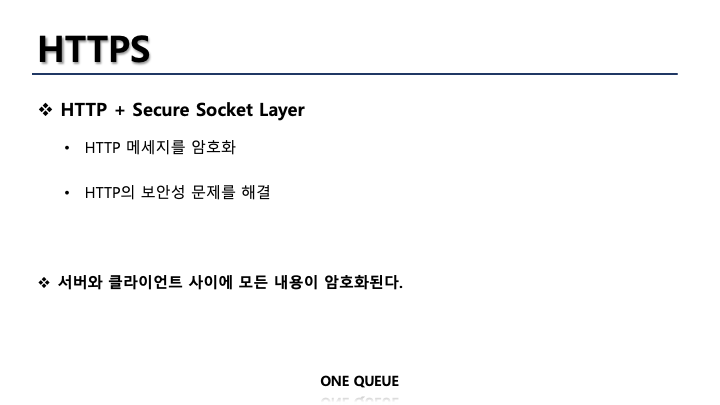 HTTPS
❖ HTTP + Secure Socket Layer
• HTTP 메세지를 암호화
• HTTP의 보안성 문제를 해결
❖ 서버와 클라이언트 사이에 모든 내용이 암호화된다.
ONE QUEUE